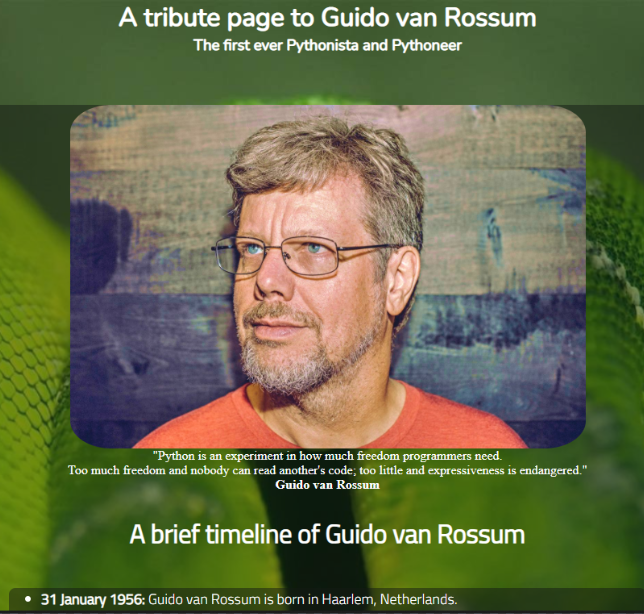 A tribute page to Guido van Rossum
The first ever Pythonista and Pythoneer
"Python is an experiment in how much freedom programmers need.
Too much freedom and nobody can read another's code; too little and expressiveness is endangered."
Guido van Rossum
A brief timeline of Guido van Rossum
• 31 January 1956: Guido van Rossum is born in Haarlem, Netherlands.